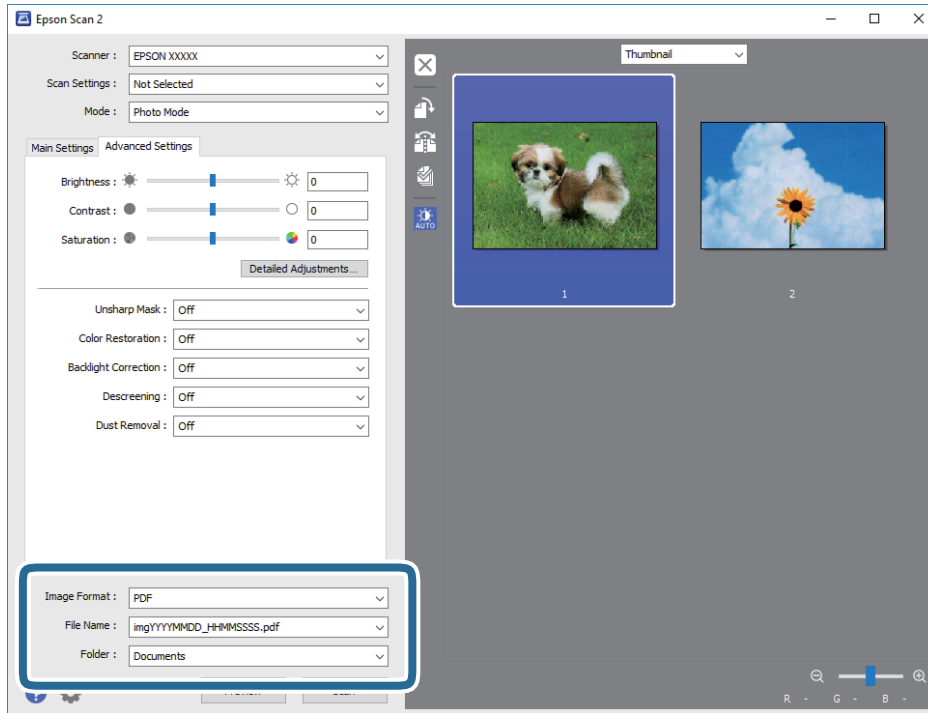 Epson Scan 2
Scanner : EPSON XXXXX
Scan Settings : Not Selected
Mode : Photo Mode
Main Settings Advanced Settings
Brightness : 0
Contrast : 0
Saturation : 0
Detailed Adjustments...
Unsharp Mask : Off
Color Restoration : Off
Backlight Correction : Off
Descreening : Off
Dust Removal : Off
Image Format : PDF
File Name : imgYYYYMMDD_HHMMSSSS.pdf
Folder : Documents
Thumbnail
AUTO
1 2
R - G - B -